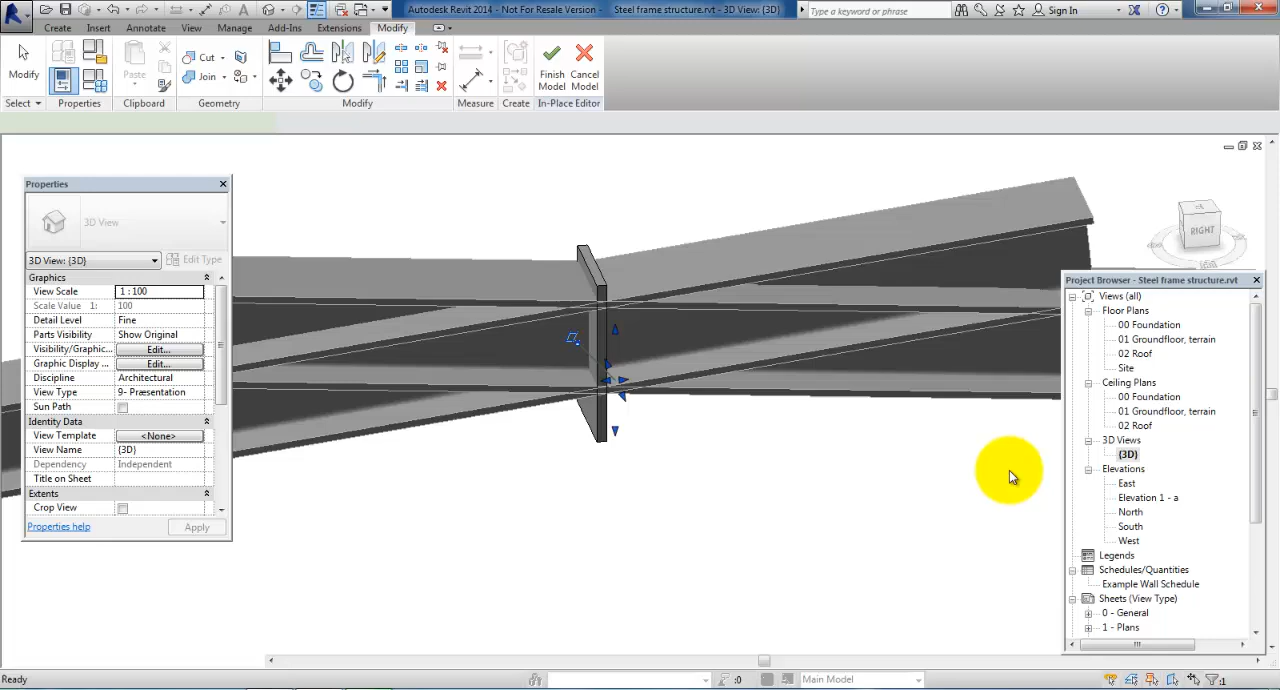 Autodesk Revit 2014 - Not For Resale Version - Steel frame structure.rvt - 3D View: {3D}
Type a keyword or phrase
Sign In
Create Insert Annotate View Manage Add-Ins Extensions Modify
Modify
Paste
Cut
Join
Finish Model
Cancel Model
Select Properties Clipboard Geometry Modify Measure Create In-Place Editor
Properties
3D View
3D View: {3D}
Edit Type
Graphics
View Scale 1 : 100
Scale Value 1: 100
Detail Level Fine
Parts Visibility Show Original
Visibility/Graphic... Edit...
Graphic Display ... Edit...
Discipline Architectural
View Type 9- Præsentation
Sun Path
Identity Data
View Template <None>
View Name {3D}
Dependency Independent
Title on Sheet
Extents
Crop View
Properties help
Apply
RIGHT
Project Browser - Steel frame structure.rvt
Views (all)
Floor Plans
00 Foundation
01 Groundfloor, terrain
02 Roof
Site
Ceiling Plans
00 Foundation
01 Groundfloor, terrain
02 Roof
3D Views
{3D}
Elevations
East
Elevation 1 - a
North
South
West
Legends
Schedules/Quantities
Example Wall Schedule
Sheets (View Type)
0 - General
1 - Plans
Ready
:0
Main Model
:1